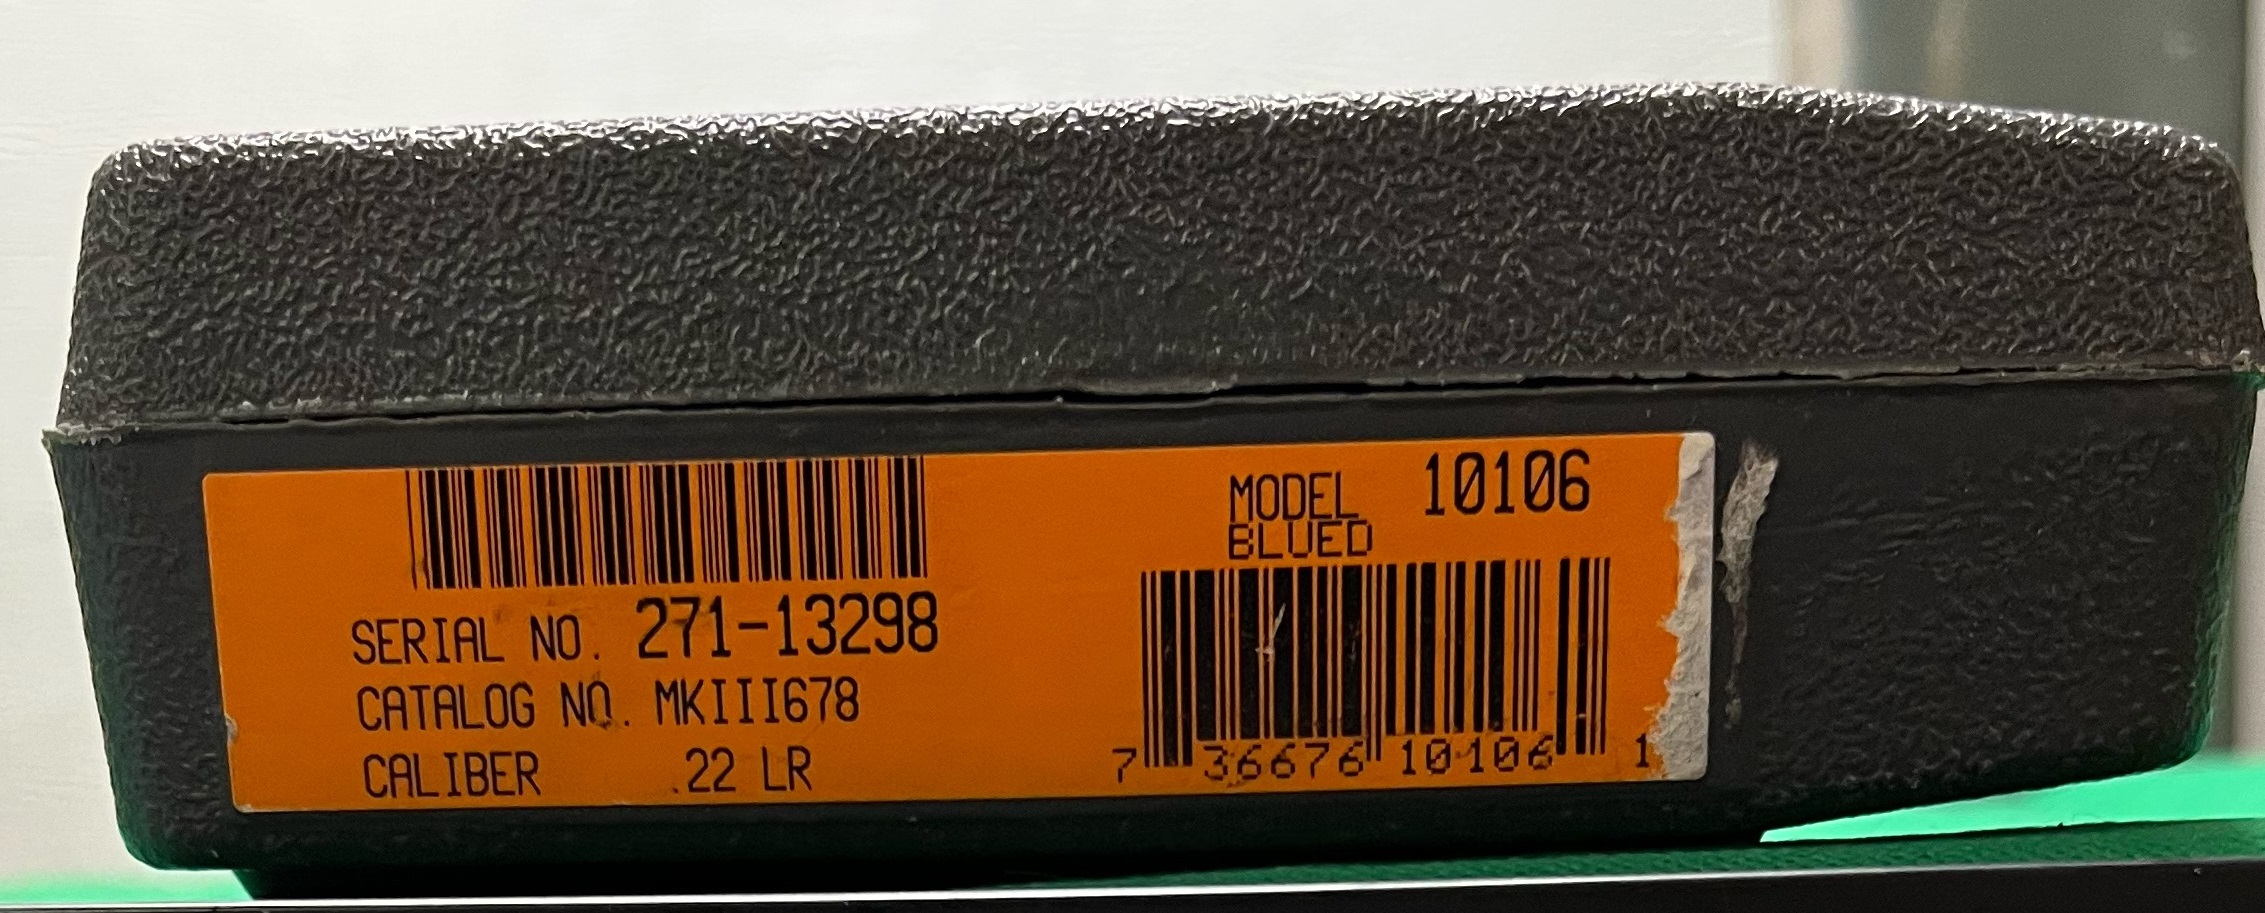 SERIAL NO. 271-13298
CATALOG NO. MKIII678
CALIBER .22 LR
MODEL 10106
BLUED
7 36676 10106 1